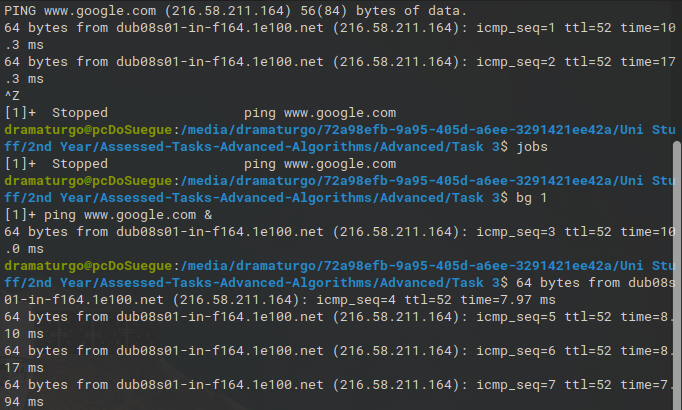 PING www.google.com (216.58.211.164) 56(84) bytes of data.
64 bytes from dub08s01-in-f164.1e100.net (216.58.211.164): icmp_seq=1 ttl=52 time=10
.3 ms
64 bytes from dub08s01-in-f164.1e100.net (216.58.211.164): icmp_seq=2 ttl=52 time=17
.3 ms
^Z
[1]+  Stopped                 ping www.google.com
dramaturgo@pcDoSuegue:/media/dramaturgo/72a98efb-9a95-405d-a6ee-3291421ee42a/Uni Stu
ff/2nd Year/Assessed-Tasks-Advanced-Algorithms/Advanced/Task 3$ jobs
[1]+  Stopped                 ping www.google.com
dramaturgo@pcDoSuegue:/media/dramaturgo/72a98efb-9a95-405d-a6ee-3291421ee42a/Uni Stu
ff/2nd Year/Assessed-Tasks-Advanced-Algorithms/Advanced/Task 3$ bg 1
[1]+ ping www.google.com &
64 bytes from dub08s01-in-f164.1e100.net (216.58.211.164): icmp_seq=3 ttl=52 time=10
.0 ms
dramaturgo@pcDoSuegue:/media/dramaturgo/72a98efb-9a95-405d-a6ee-3291421ee42a/Uni Stu
ff/2nd Year/Assessed-Tasks-Advanced-Algorithms/Advanced/Task 3$ 64 bytes from dub08s
01-in-f164.1e100.net (216.58.211.164): icmp_seq=4 ttl=52 time=7.97 ms
64 bytes from dub08s01-in-f164.1e100.net (216.58.211.164): icmp_seq=5 ttl=52 time=8.
10 ms
64 bytes from dub08s01-in-f164.1e100.net (216.58.211.164): icmp_seq=6 ttl=52 time=8.
17 ms
64 bytes from dub08s01-in-f164.1e100.net (216.58.211.164): icmp_seq=7 ttl=52 time=7.
94 ms